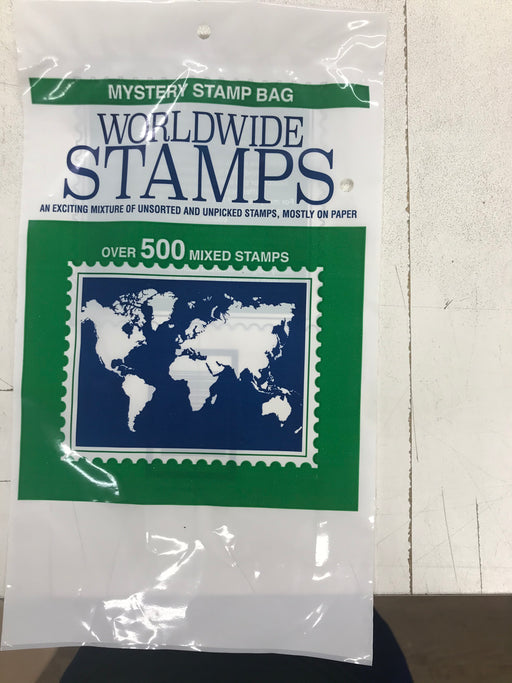 MYSTERY STAMP BAG
WORLDWIDE
STAMPS
AN EXCITING MIXTURE OF UNSORTED AND UNPICKED STAMPS, MOSTLY ON PAPER
OVER 500 MIXED STAMPS